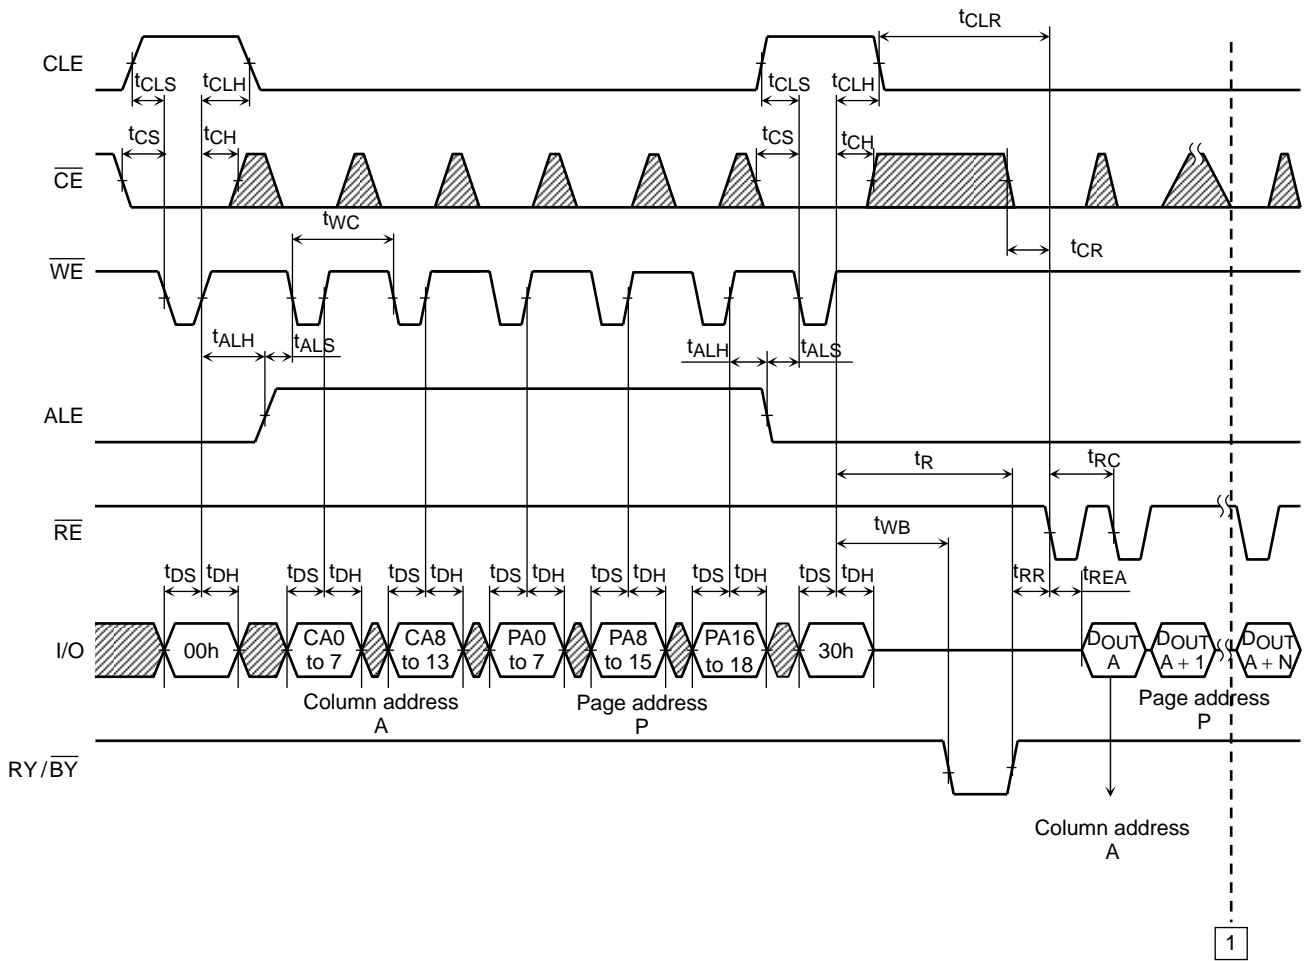 tCLR
CLE
tCLS tCLH tCLS tCLH
tCS tCH tCS tCH
CE
tWC
tCR
WE
tALH tALS tALH tALS
ALE
tR tRC
RE
tWB
tDS tDH tDS tDH tDS tDH tDS tDH tDS tDH tDS tDH tDS tDH tRR tREA
I/O
00h
CA0
to 7
CA8
to 13
PA0
to 7
PA8
to 15
PA16
to 18
30h
DOUT
A
DOUT
A + 1
DOUT
A + N
Column address
A
Page address
P
Page address
P
RY/BY
Column address
A
1